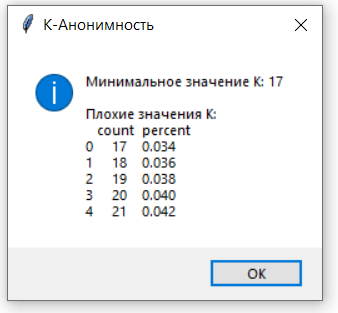 К-Анонимность
Минимальное значение К: 17
Плохие значения К:
count percent
0 17 0.034
1 18 0.036
2 19 0.038
3 20 0.040
4 21 0.042
OK